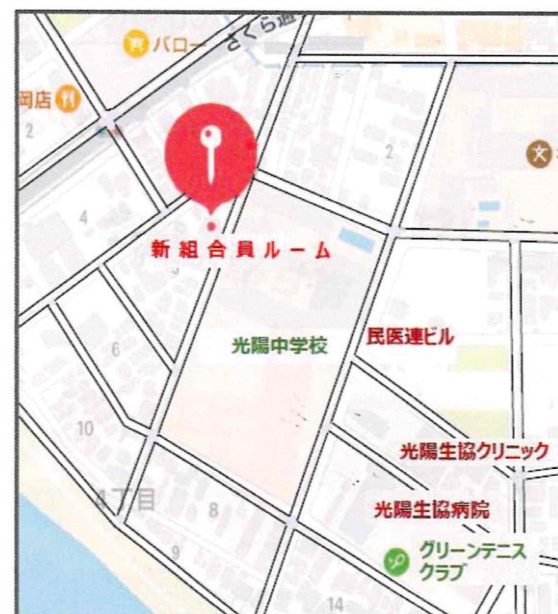 バロー
さくら通
岡店
2
2
4
新組合員ルーム
5
光陽中学校
民医連ビル
6
10
光陽生協クリニック
4丁目
8
光陽生協病院
9
グリーンテニス
クラブ
14